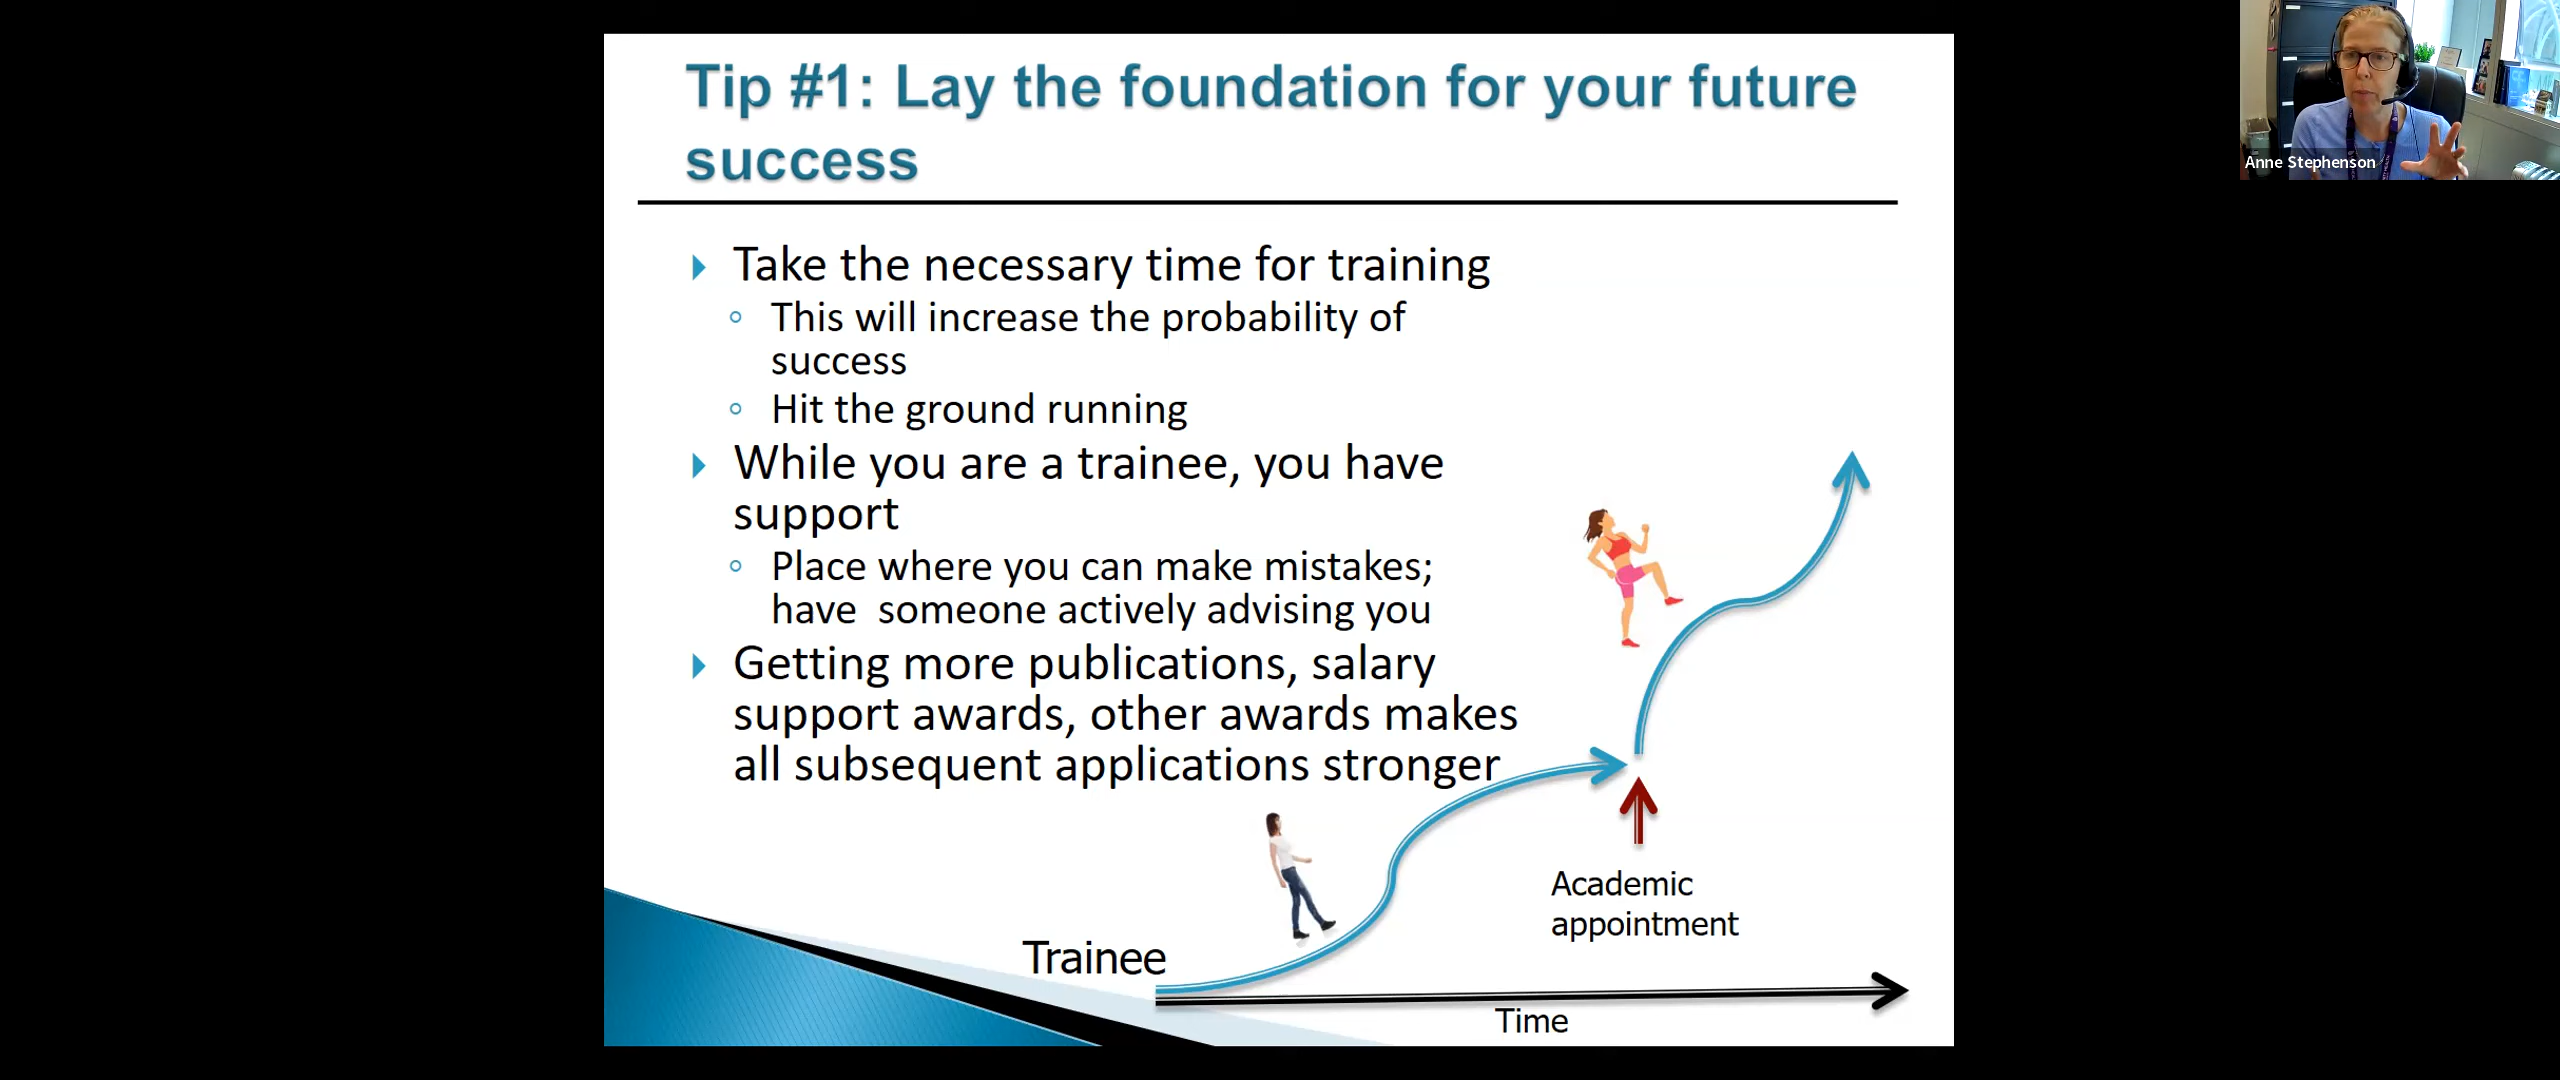 Tip #1: Lay the foundation for your future
success
Take the necessary time for training
This will increase the probability of
success
Hit the ground running
While you are a trainee, you have
support
Place where you can make mistakes;
have  someone actively advising you
Getting more publications, salary
support awards, other awards makes
all subsequent applications stronger
Academic
appointment
Trainee
Time
Anne Stephenson